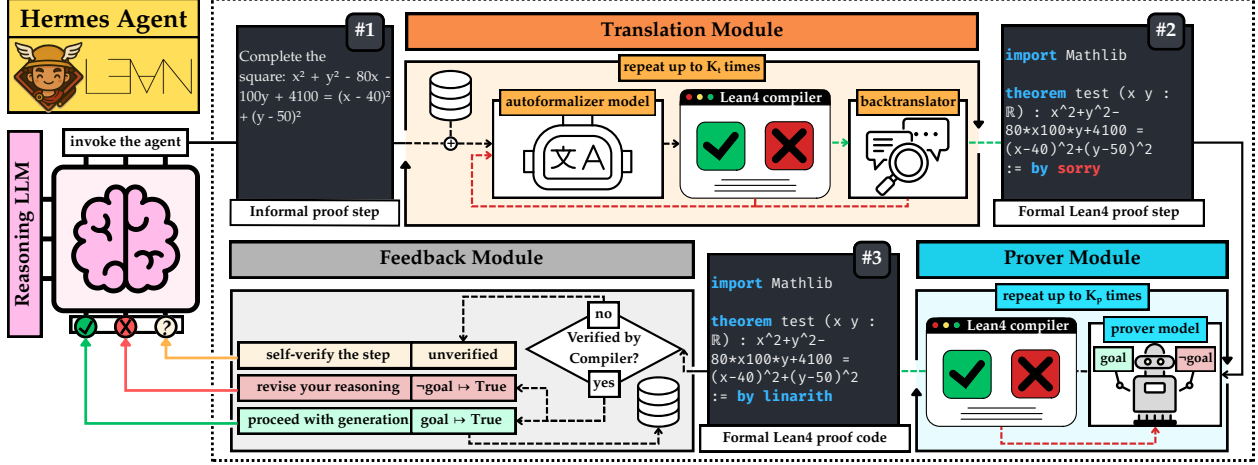 Hermes Agent
LEAN
Reasoning LLM
invoke the agent
#1
Complete the
square: x² + y² - 80x -
100y + 4100 = (x - 40)²
+ (y - 50)²
Informal proof step
Translation Module
repeat up to Kₜ times
autoformalizer model
Lean4 compiler
backtranslator
文A
#2
import Mathlib
theorem test (x y :
ℝ) : x^2+y^2-
80*x100*y+4100 =
(x-40)^2+(y-50)^2
:= by sorry
Formal Lean4 proof step
Feedback Module
no
Verified by
Compiler?
yes
self-verify the step unverified
revise your reasoning ¬goal ↦ True
proceed with generation goal ↦ True
?
#3
import Mathlib
theorem test (x y :
ℝ) : x^2+y^2-
80*x100*y+4100 =
(x-40)^2+(y-50)^2
:= by linarith
Formal Lean4 proof code
Prover Module
repeat up to Kₚ times
Lean4 compiler
prover model
goal
¬goal